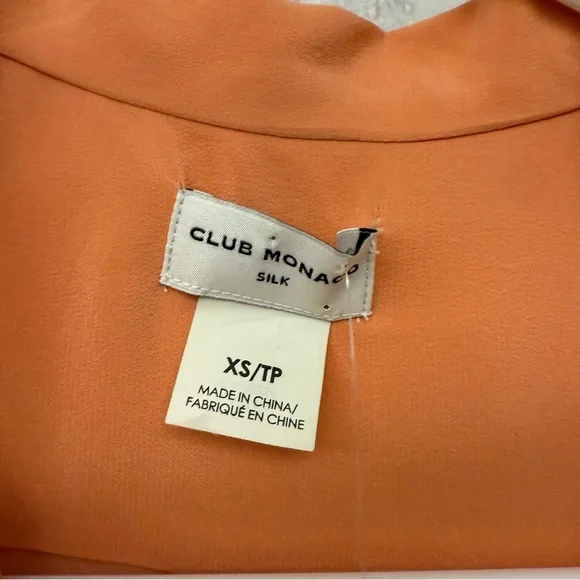 CLUB MONACO
SILK
XS/TP
MADE IN CHINA/
FABRIQUÉ EN CHINE